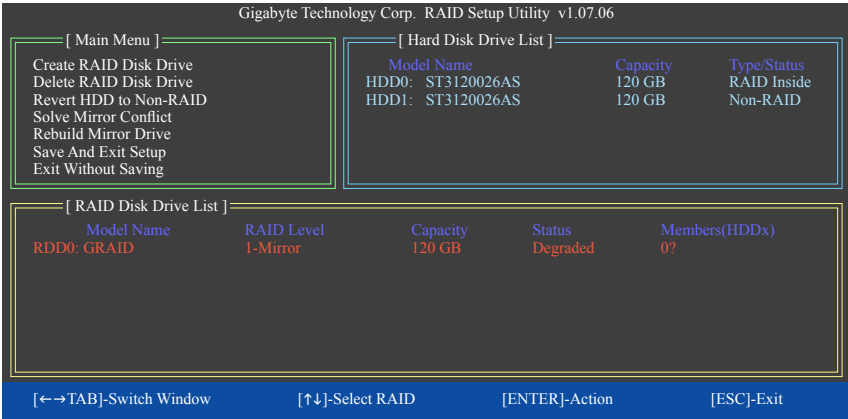 Gigabyte Technology Corp. RAID Setup Utility v1.07.06
[ Main Menu ]
Create RAID Disk Drive
Delete RAID Disk Drive
Revert HDD to Non-RAID
Solve Mirror Conflict
Rebuild Mirror Drive
Save And Exit Setup
Exit Without Saving
[ Hard Disk Drive List ]
Model Name Capacity Type/Status
HDD0: ST3120026AS 120 GB RAID Inside
HDD1: ST3120026AS 120 GB Non-RAID
[ RAID Disk Drive List ]
Model Name RAID Level Capacity Status Members(HDDx)
RDD0: GRAID 1-Mirror 120 GB Degraded 0?
[←→TAB]-Switch Window [↑↓]-Select RAID [ENTER]-Action [ESC]-Exit